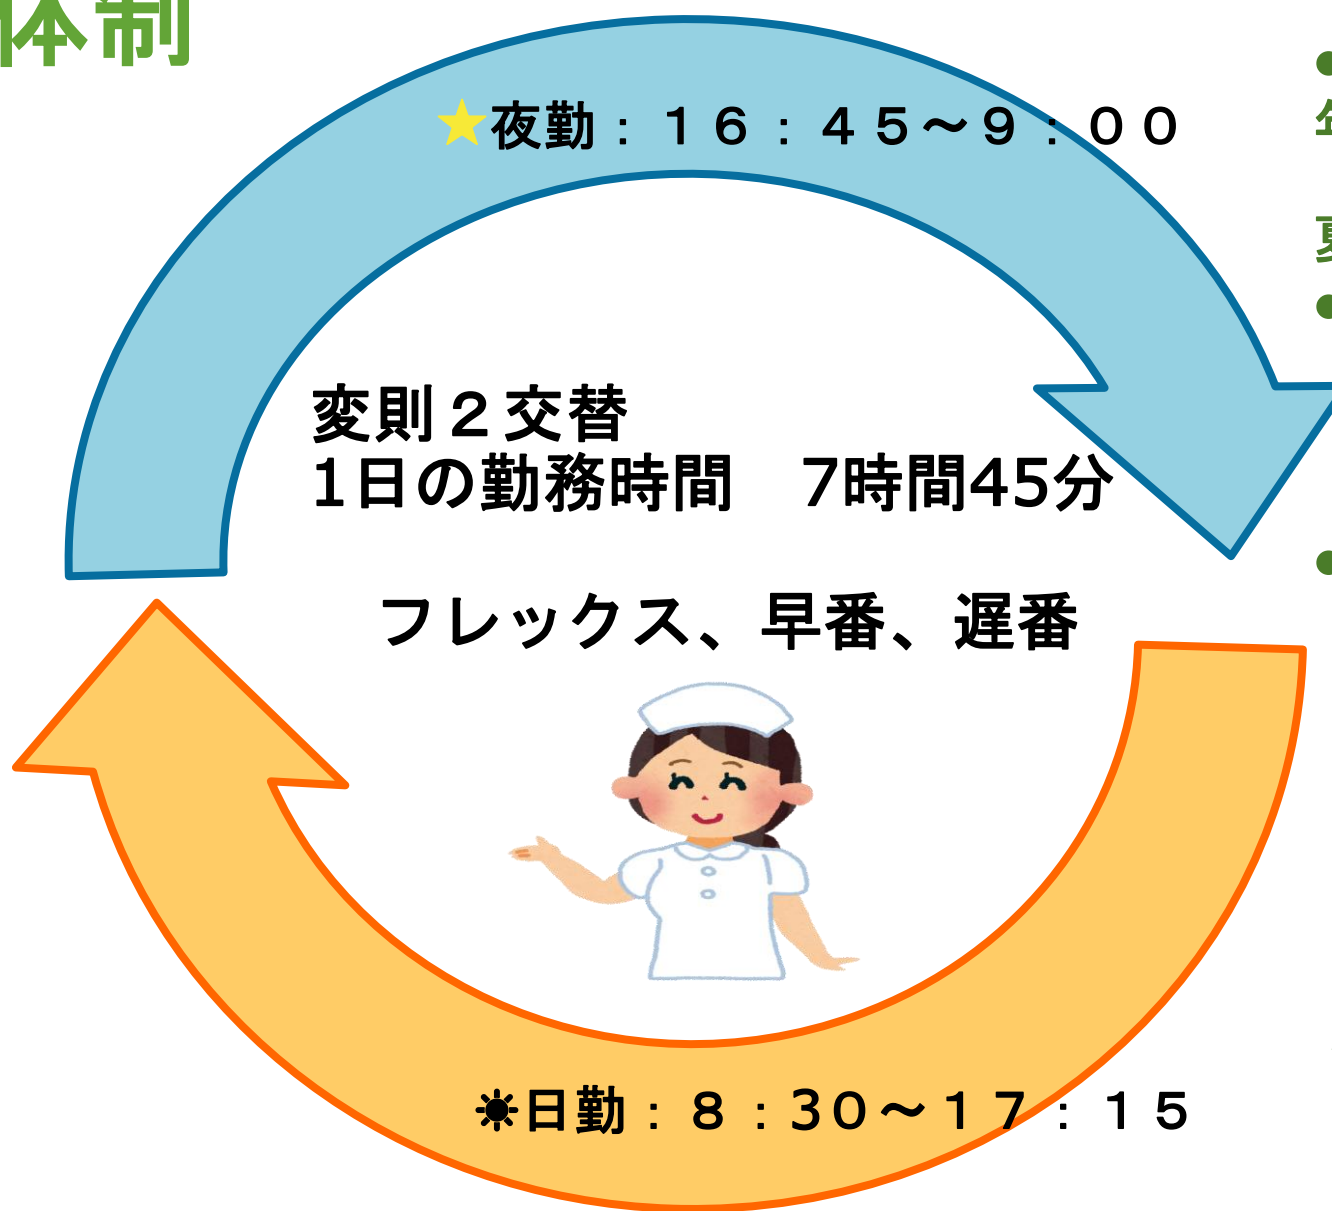 体制
★夜勤：１６：４５～９：００
変則２交替
1日の勤務時間　7時間45分
フレックス、早番、遅番
☀日勤：８：30～１７：１５